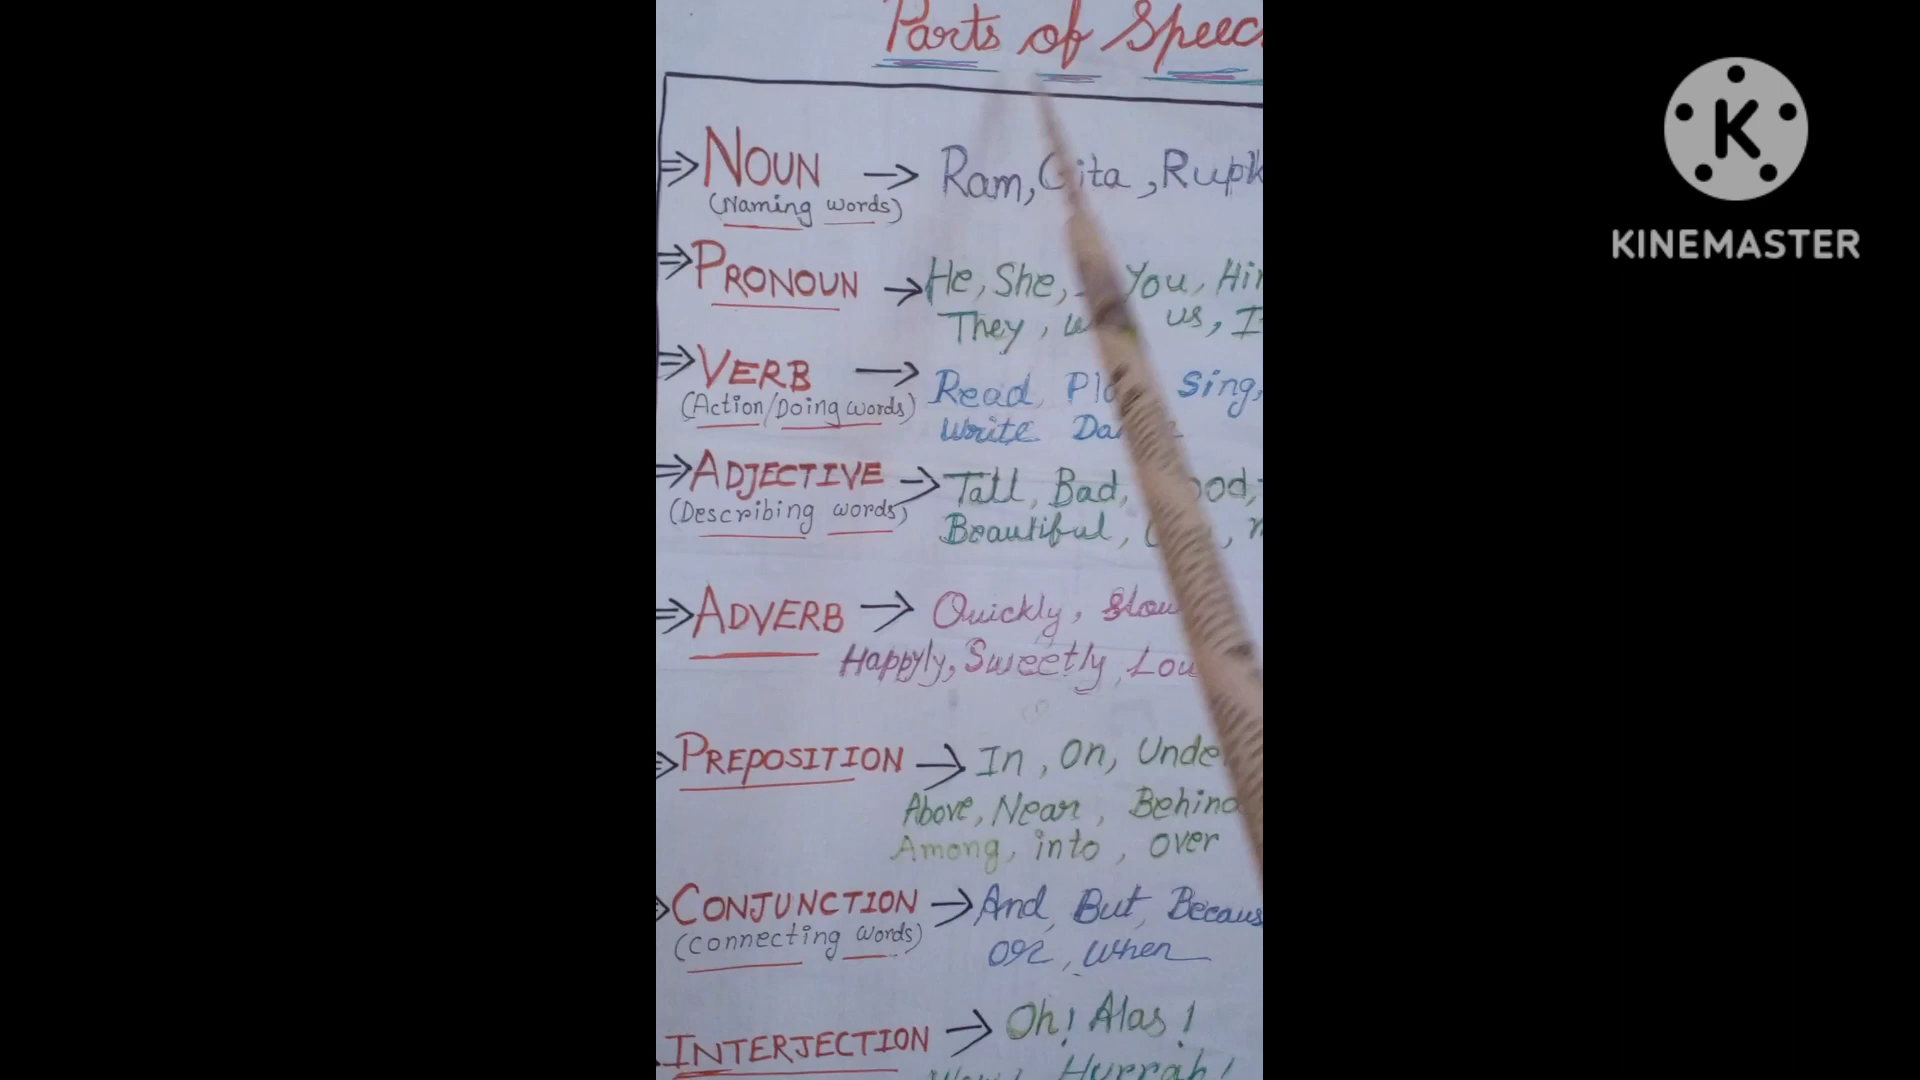 Parts of Speec
NOUN → Ram, Gita, Rupk
(Naming words)
PRONOUN → He, She, You, Hi
They, us, I
VERB → Read Sing,
(Action/Doing words)
Write
ADJECTIVE → Tall, Bad,
(Describing words)
Beautiful,
ADVERB → Quickly, Slow
Happyly, Sweetly, Lou
PREPOSITION → In, On, Unde
Above, Near, Behind
Among, into, over
CONJUNCTION → And, But, Becaus
(connecting words)
or, when
INTERJECTION → Oh! Alas!
Hurrah!
KINEMASTER